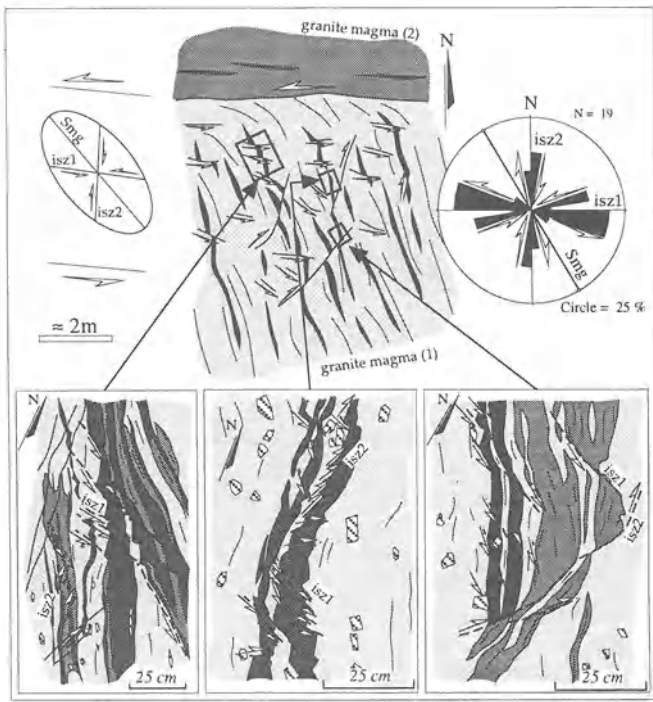 granite magma (2)
N
Smg
isz1
isz2
≈ 2m
granite magma (1)
N
N = 19
isz2
isz1
Smg
Circle = 25 %
N
isz1
isz2
25 cm
N
isz2
isz1
25 cm
N
isz1
isz2
25 cm